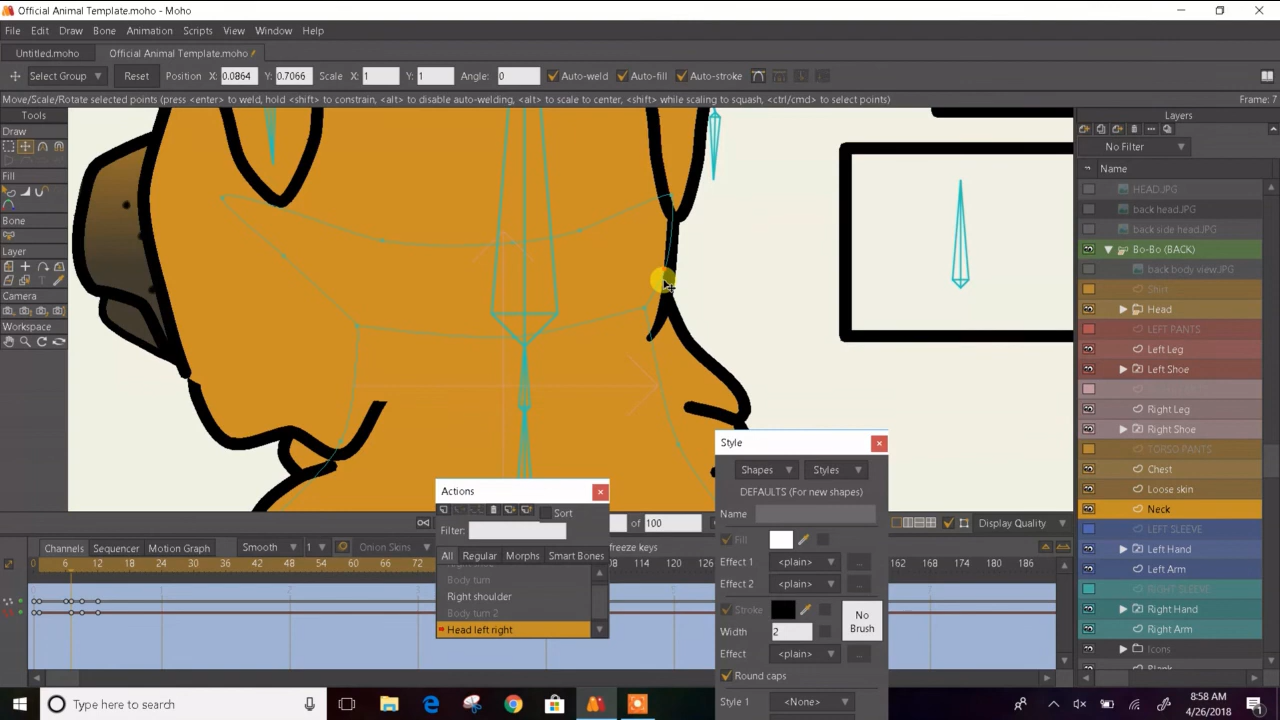 Official Animal Template.moho - Moho
File Edit Draw Bone Animation Scripts View Window Help
Untitled.moho Official Animal Template.moho
Select Group Reset Position X: 0.0864 Y: 0.7066 Scale X: 1 Y: 1 Angle: 0 Auto-weld Auto-fill Auto-stroke
Move/Scale/Rotate selected points (press <enter> to weld, hold <shift> to constrain, <alt> to disable auto-welding, <alt> to scale to center, <shift> while scaling to squash, <ctrl/cmd> to select points) Frame: 7
Tools
Draw
Fill
Bone
Layer
Camera
Workspace
Layers
No Filter
Name
HEADJPG
back headJPG
back side headJPG
Bo-Bo (BACK)
back body viewJPG
Shirt
Head
LEFT PANTS
Left Leg
Left Shoe
Right Leg
Right Shoe
TORSO PANTS
Chest
Loose skin
Neck
LEFT SLEEVE
Left Hand
Left Arm
RIGHT SLEEVE
Right Hand
Right Arm
Icons
Blank
Style
Shapes Styles
DEFAULTS (For new shapes)
Name
Fill
Effect 1 <plain> ...
Effect 2 <plain> ...
Stroke
Width 2
No Brush
Effect <plain> ...
Round caps
Style 1 <None>
Actions
Sort
Filter:
All Regular Morphs Smart Bones
Body turn
Right shoulder
Body turn 2
Head left right
of 100
Display Quality
Channels Sequencer Motion Graph Smooth 1 Onion Skins freeze keys
0 6 12 18 24 30 36 42 48 54 60 66 72 108 114 120 126 132 138 144 150 156 162 168 174 180
Type here to search
8:58 AM
4/26/2018